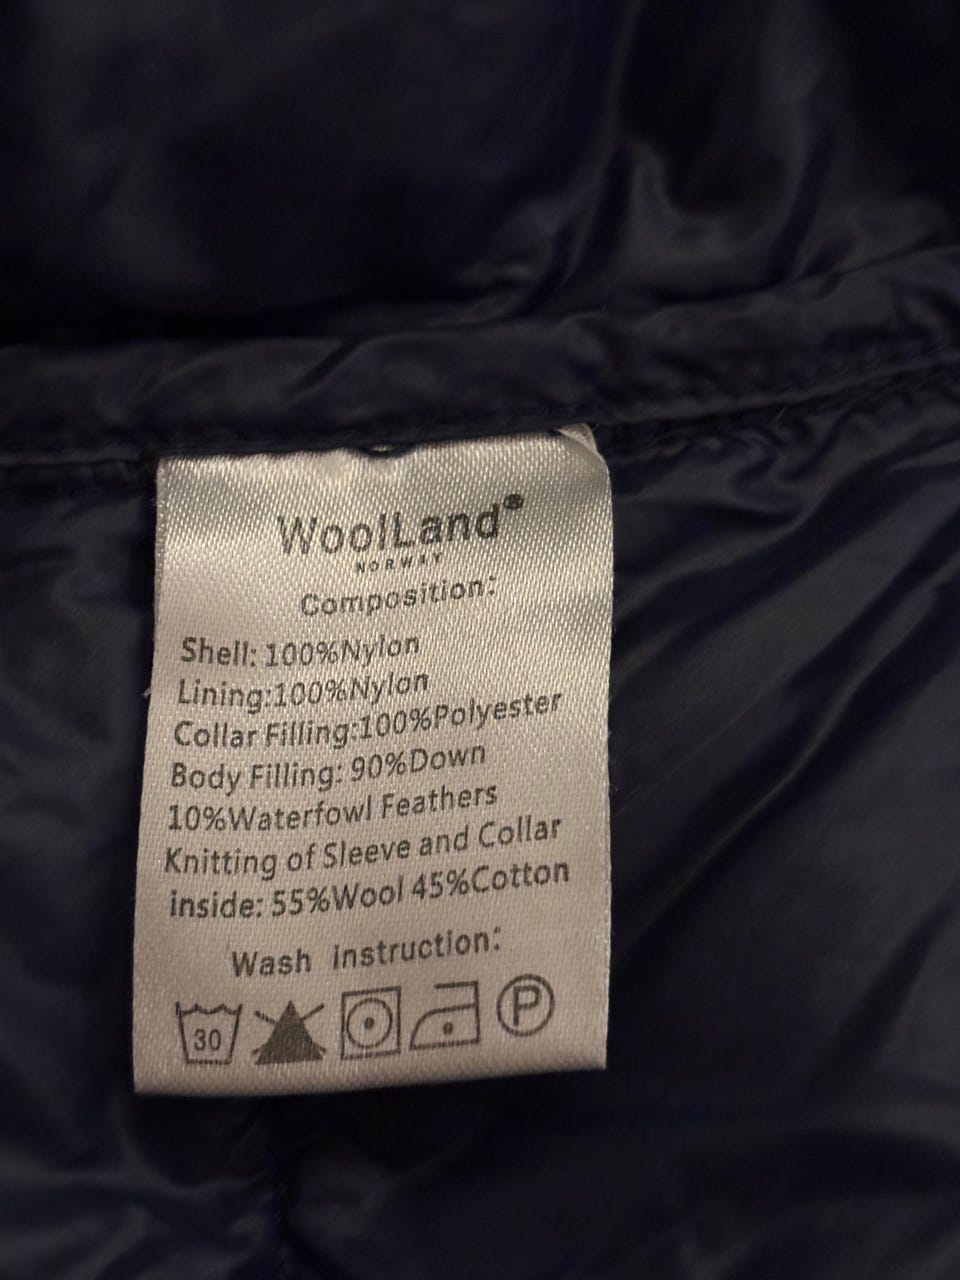 WoolLand®
NORWAY
Composition:
Shell: 100%Nylon
Lining:100%Nylon
Collar Filling:100%Polyester
Body Filling: 90%Down
10%Waterfowl Feathers
Knitting of Sleeve and Collar
inside: 55%Wool 45%Cotton
Wash instruction:
30 P